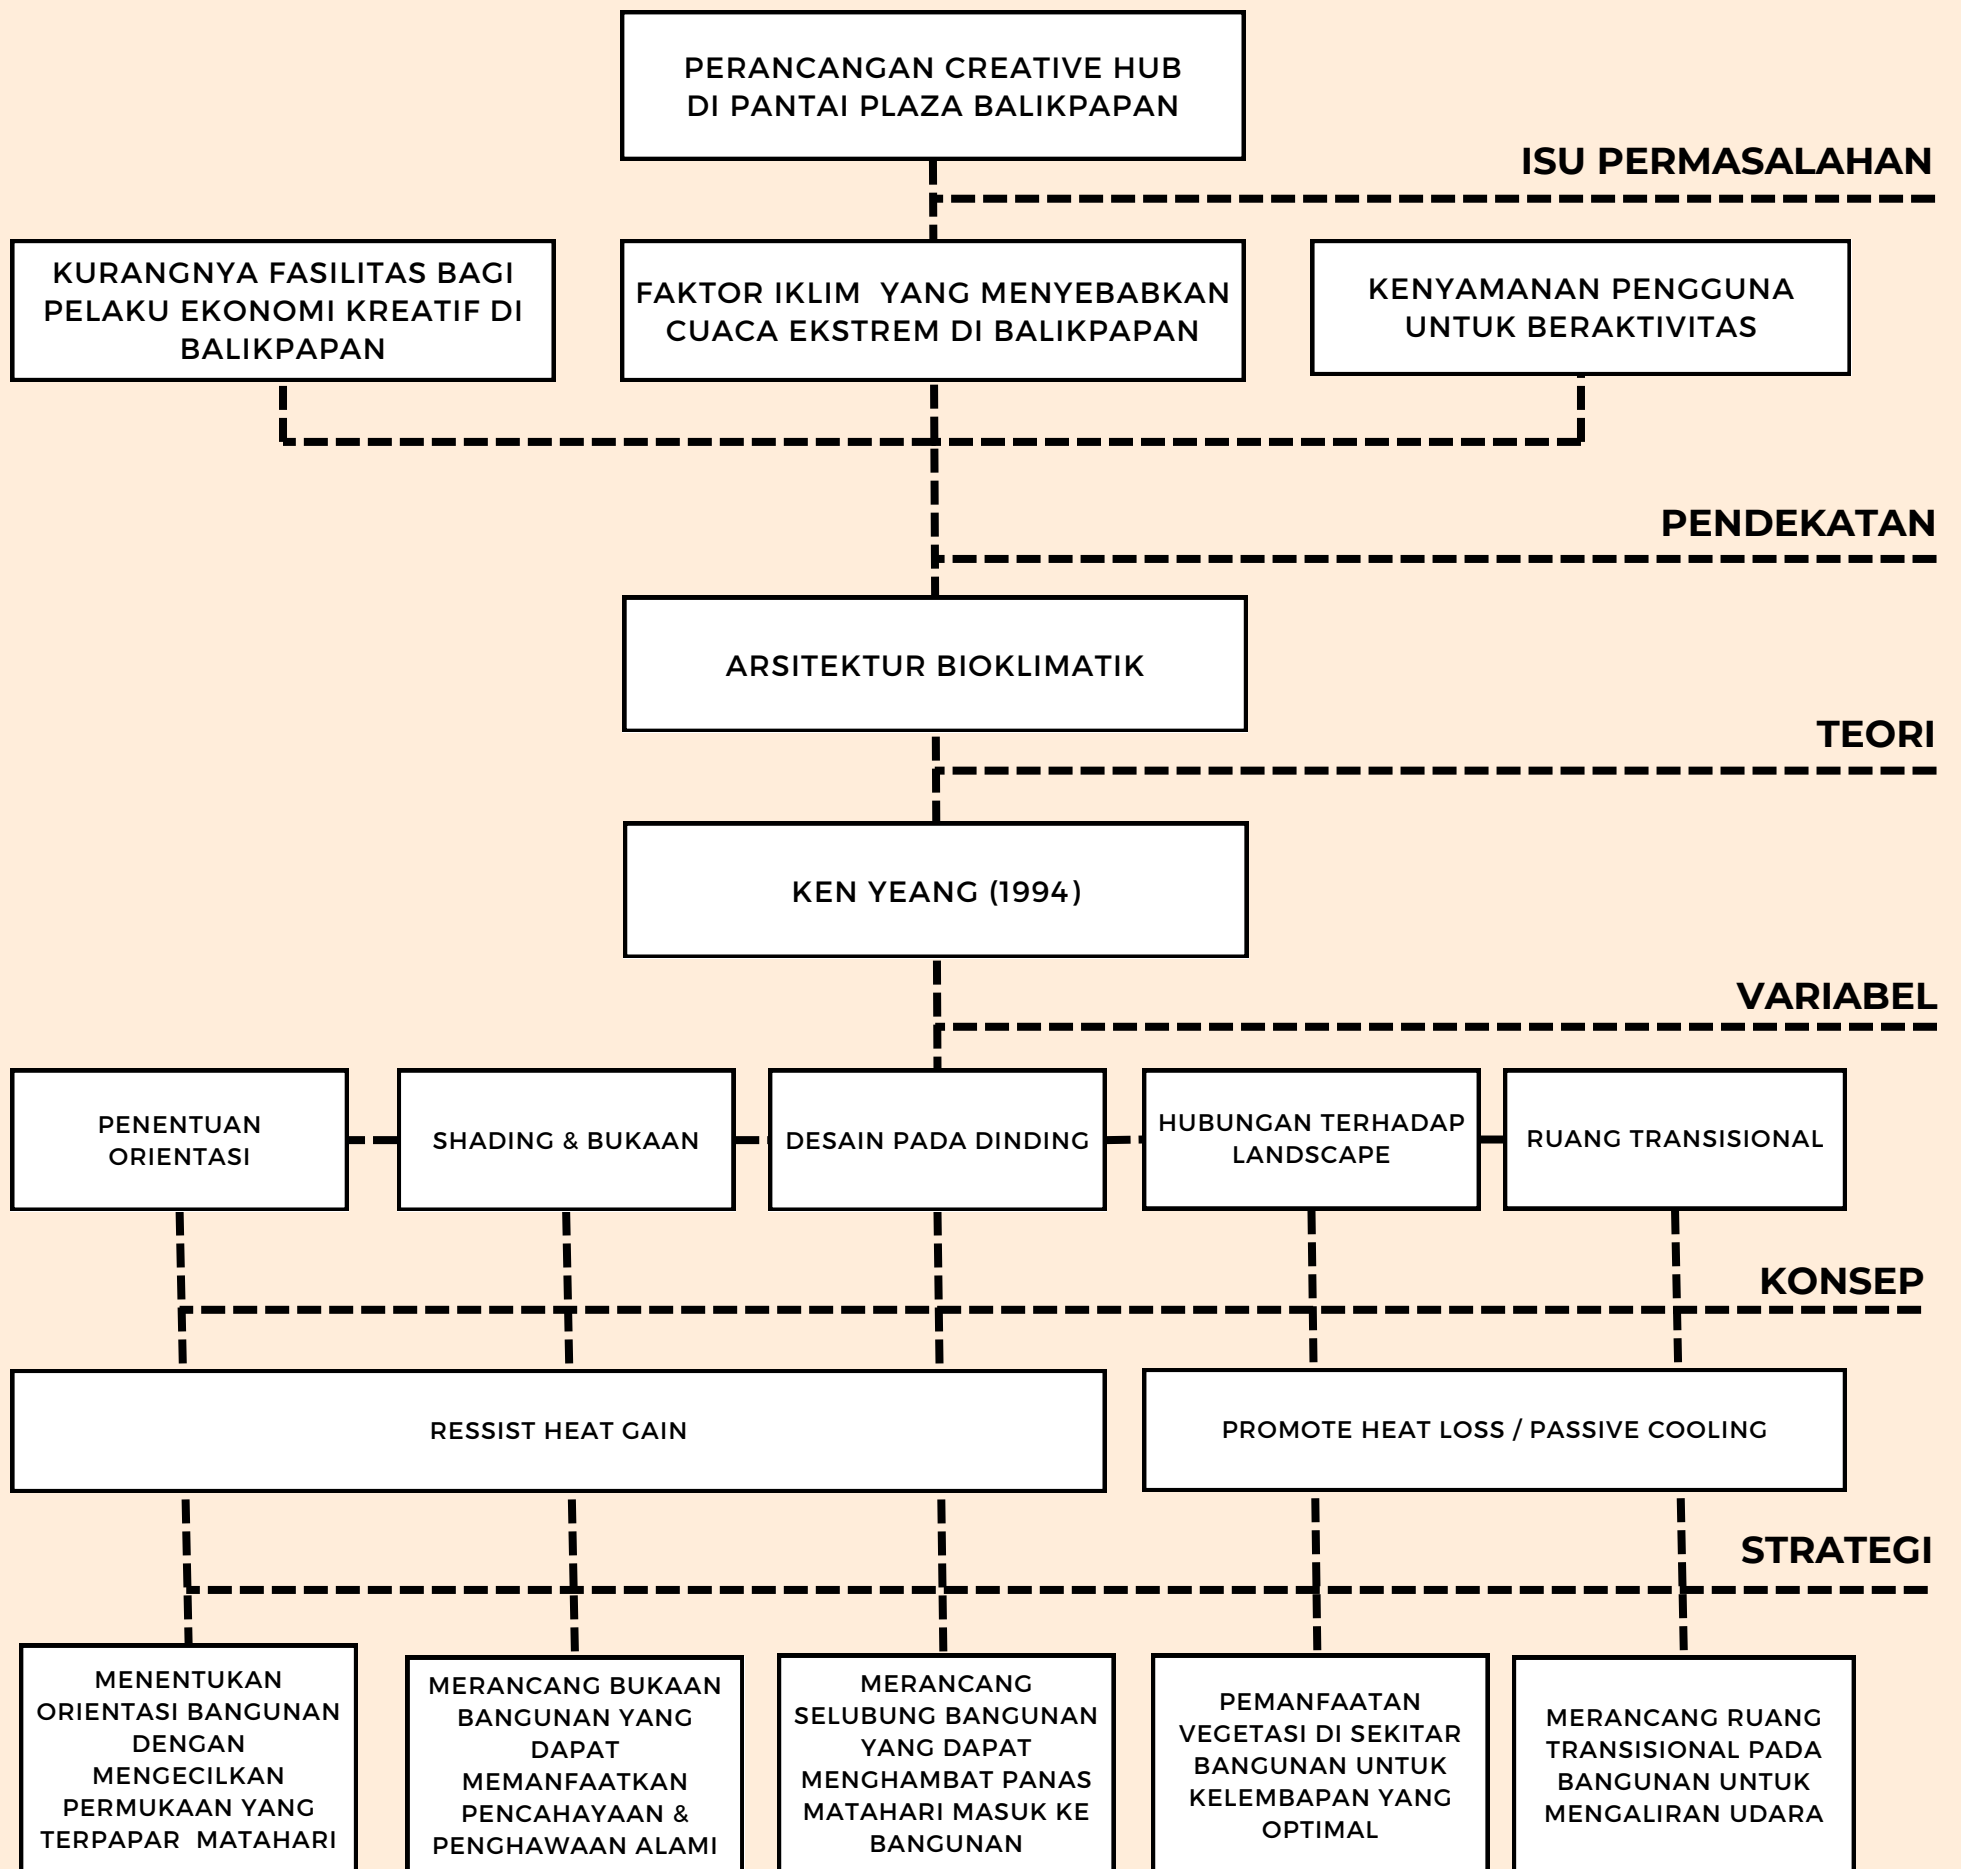 PERANCANGAN CREATIVE HUB
DI PANTAI PLAZA BALIKPAPAN
ISU PERMASALAHAN
KURANGNYA FASILITAS BAGI
PELAKU EKONOMI KREATIF DI
BALIKPAPAN
FAKTOR IKLIM YANG MENYEBABKAN
CUACA EKSTREM DI BALIKPAPAN
KENYAMANAN PENGGUNA
UNTUK BERAKTIVITAS
PENDEKATAN
ARSITEKTUR BIOKLIMATIK
TEORI
KEN YEANG (1994)
VARIABEL
PENENTUAN
ORIENTASI
SHADING & BUKAAN
DESAIN PADA DINDING
HUBUNGAN TERHADAP
LANDSCAPE
RUANG TRANSISIONAL
KONSEP
RESSIST HEAT GAIN
PROMOTE HEAT LOSS / PASSIVE COOLING
STRATEGI
MENENTUKAN
ORIENTASI BANGUNAN
DENGAN
MENGECILKAN
PERMUKAAN YANG
TERPAPAR MATAHARI
MERANCANG BUKAAN
BANGUNAN YANG
DAPAT
MEMANFAATKAN
PENCAHAYAAN &
PENGHAWAAN ALAMI
MERANCANG
SELUBUNG BANGUNAN
YANG DAPAT
MENGHAMBAT PANAS
MATAHARI MASUK KE
BANGUNAN
PEMANFAATAN
VEGETASI DI SEKITAR
BANGUNAN UNTUK
KELEMBAPAN YANG
OPTIMAL
MERANCANG RUANG
TRANSISIONAL PADA
BANGUNAN UNTUK
MENGALIRAN UDARA